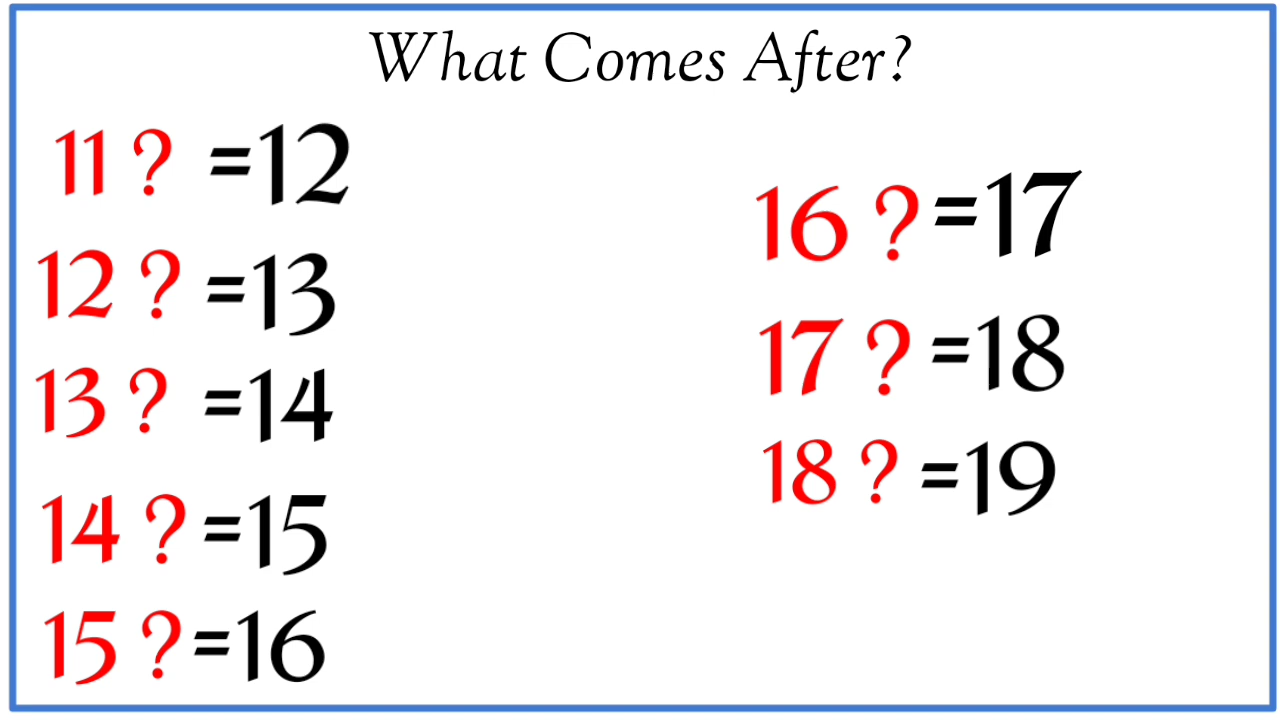 What Comes After?
11 ? =12
12 ? =13
13 ? =14
14 ? =15
15 ? =16
16 ? =17
17 ? =18
18 ? =19